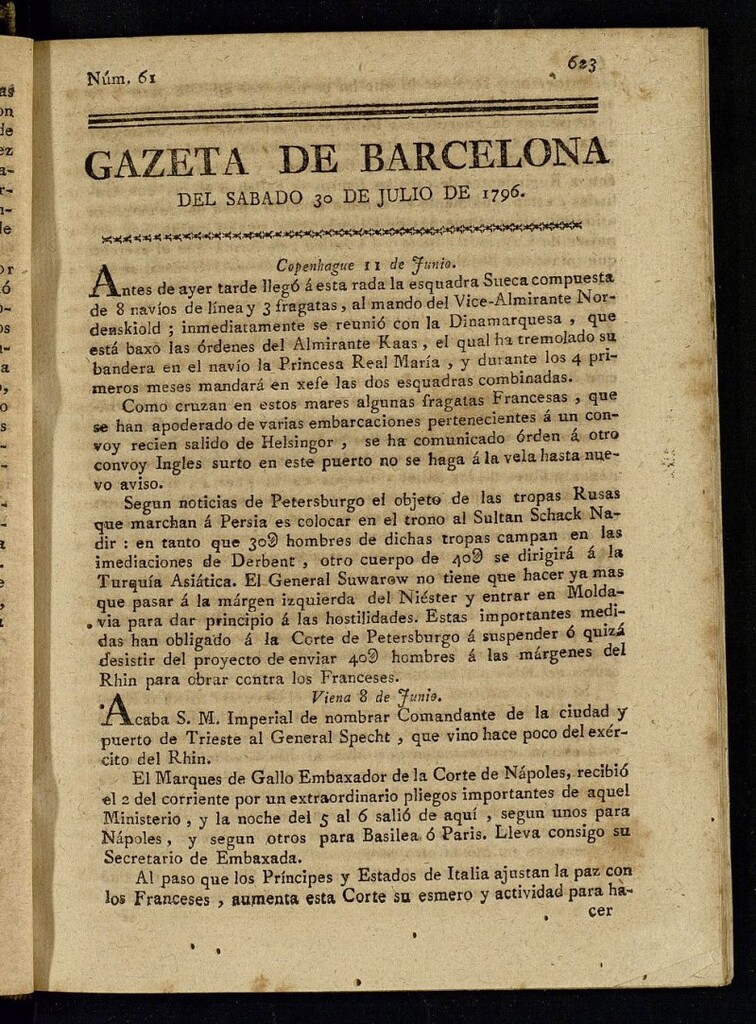 Núm. 61
623
GAZETA DE BARCELONA
DEL SABADO 30 DE JULIO DE 1796.
Copenhague 11 de Junio.
Antes de ayer tarde llegó á esta rada la esquadra Sueca compuesta
de 8 navíos de línea y 3 fragatas, al mando del Vice-Almirante Nor-
denskiold ; inmediatamente se reunió con la Dinamarquesa , que
está baxo las órdenes del Almirante Kaas , el qual ha tremolado su
bandera en el navío la Princesa Real María , y durante los 4 pri-
meros meses mandará en xefe las dos esquadras combinadas.
Como cruzan en estos mares algunas fragatas Francesas , que
se han apoderado de varias embarcaciones pertenecientes á un con-
voy recien salido de Helsingor , se ha comunicado órden á otro
convoy Ingles surto en este puerto no se haga á la vela hasta nue-
vo aviso.
Segun noticias de Petersburgo el objeto de las tropas Rusas
que marchan á Persia es colocar en el trono al Sultan Schack Na-
dir : en tanto que 30Ꝺ hombres de dichas tropas campan en las
imediaciones de Derbent , otro cuerpo de 40Ꝺ se dirigirá á la
Turquía Asiática. El General Suwarow no tiene que hacer ya mas
que pasar á la márgen izquierda del Niéster y entrar en Molda-
via para dar principio á las hostilidades. Estas importantes medi-
das han obligado á la Corte de Petersburgo á suspender ó quizá
desistir del proyecto de enviar 40Ꝺ hombres á las márgenes del
Rhin para obrar contra los Franceses.
Viena 8 de Junio.
Acaba S. M. Imperial de nombrar Comandante de la ciudad y
puerto de Trieste al General Specht , que vino hace poco del exér-
cito del Rhin.
El Marques de Gallo Embaxador de la Corte de Nápoles, recibió
el 2 del corriente por un extraordinario pliegos importantes de aquel
Ministerio , y la noche del 5 al 6 salió de aquí , segun unos para
Nápoles , y segun otros para Basilea ó Paris. Lleva consigo su
Secretario de Embaxada.
Al paso que los Príncipes y Estados de Italia ajustan la paz con
los Franceses , aumenta esta Corte su esmero y actividad para ha-
cer